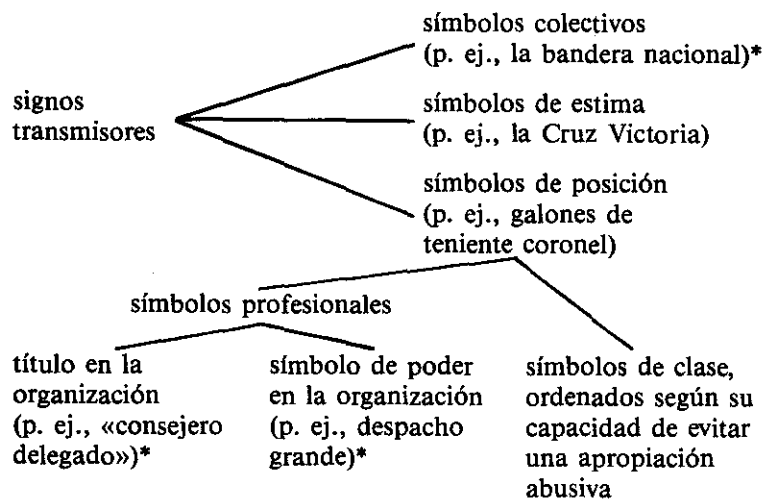 símbolos colectivos
(p. ej., la bandera nacional)*
signos
transmisores
símbolos de estima
(p. ej., la Cruz Victoria)
símbolos de posición
(p. ej., galones de
teniente coronel)
símbolos profesionales
título en la
organización
(p. ej., «consejero
delegado»)*
símbolo de poder
en la organización
(p. ej., despacho
grande)*
símbolos de clase,
ordenados según su
capacidad de evitar
una apropiación
abusiva